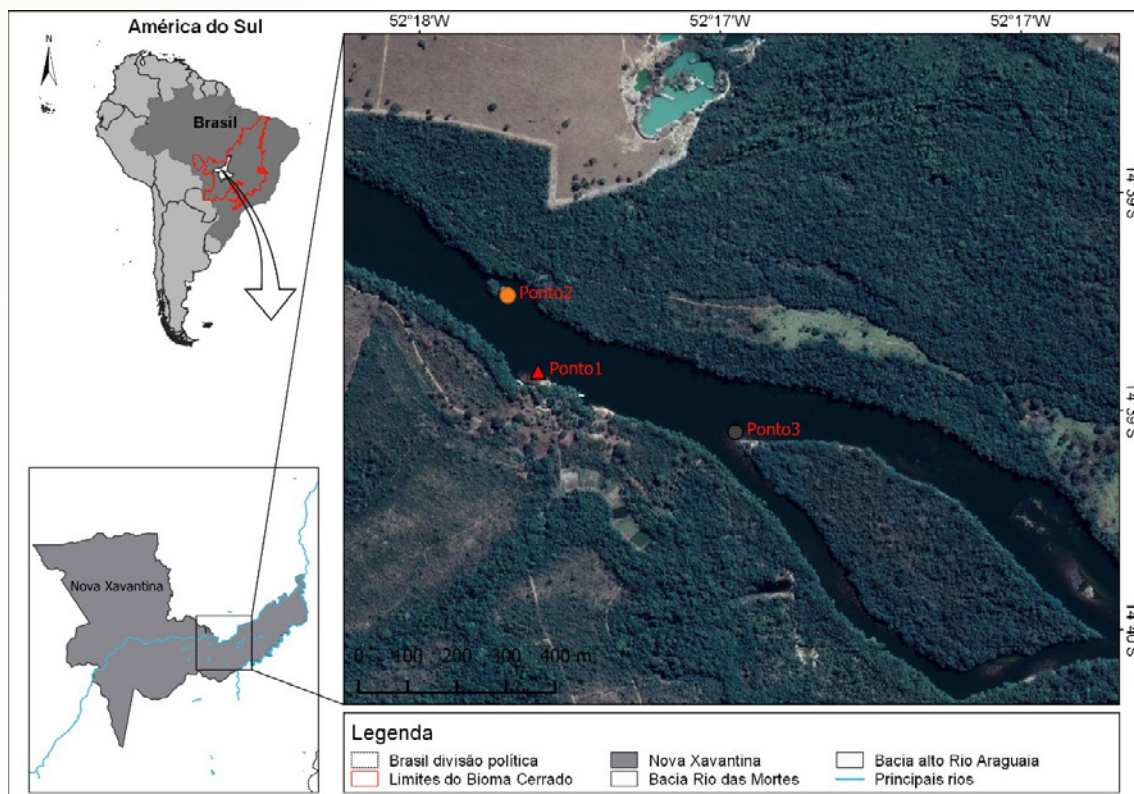 América do Sul
N
Brasil
52°18'W
52°17'W
52°17'W
14°39'S
14°39'S
14°40'S
Ponto2
Ponto1
Ponto3
0 100 200 300 400 m
Nova Xavantina
Legenda
Brasil divisão política
Nova Xavantina
Bacia alto Rio Araguaia
Limites do Bioma Cerrado
Bacia Rio das Mortes
Principais rios